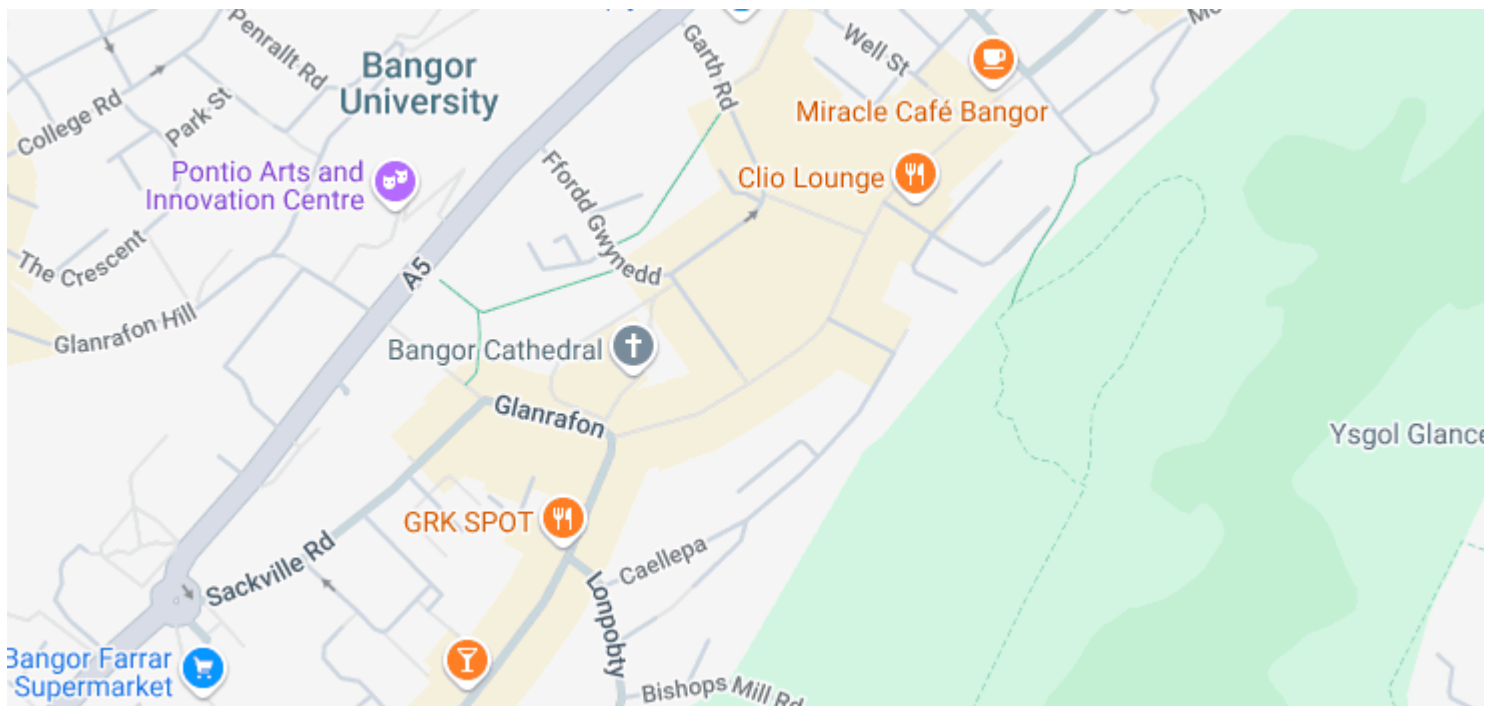 Penrallt Rd
Bangor
University
Garth Rd
Well St
Miracle Café Bangor
College Rd
Park St
Pontio Arts and
Innovation Centre
Ffordd Gwynedd
Clio Lounge
The Crescent
A5
Glanrafon Hill
Bangor Cathedral
Glanrafon
Ysgol Glance
GRK SPOT
Sackville Rd
Caellepa
Lonpobty
Bangor Farrar
Supermarket
Bishops Mill Rd